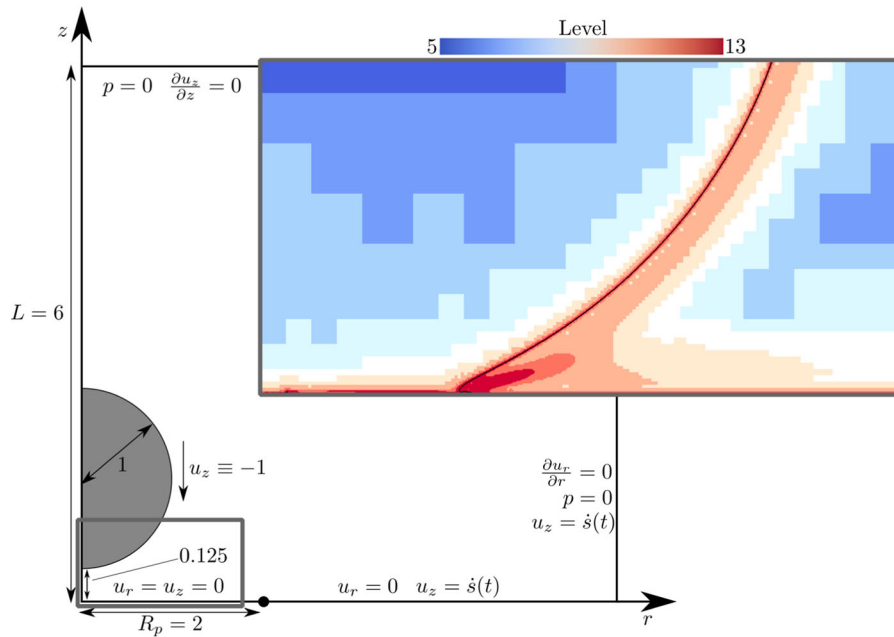 z
Level
5 13
p = 0 ∂u_z/∂z = 0
L = 6
1
u_z ≡ −1
∂u_r/∂r = 0
p = 0
u_z = ṡ(t)
0.125
u_r = u_z = 0
u_r = 0 u_z = ṡ(t)
R_p = 2
r